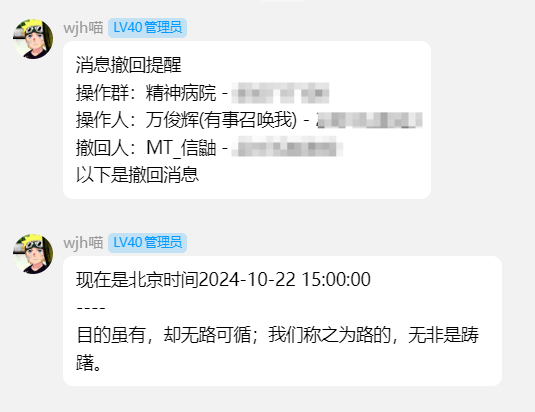 wjh喵 LV40 管理员
消息撤回提醒
操作群：精神病院 -
操作人：万俊辉(有事召唤我) -
撤回人：MT_信鼬 -
以下是撤回消息
wjh喵 LV40 管理员
现在是北京时间2024-10-22 15:00:00
----
目的虽有，却无路可循；我们称之为路的，无非是踌
躇。